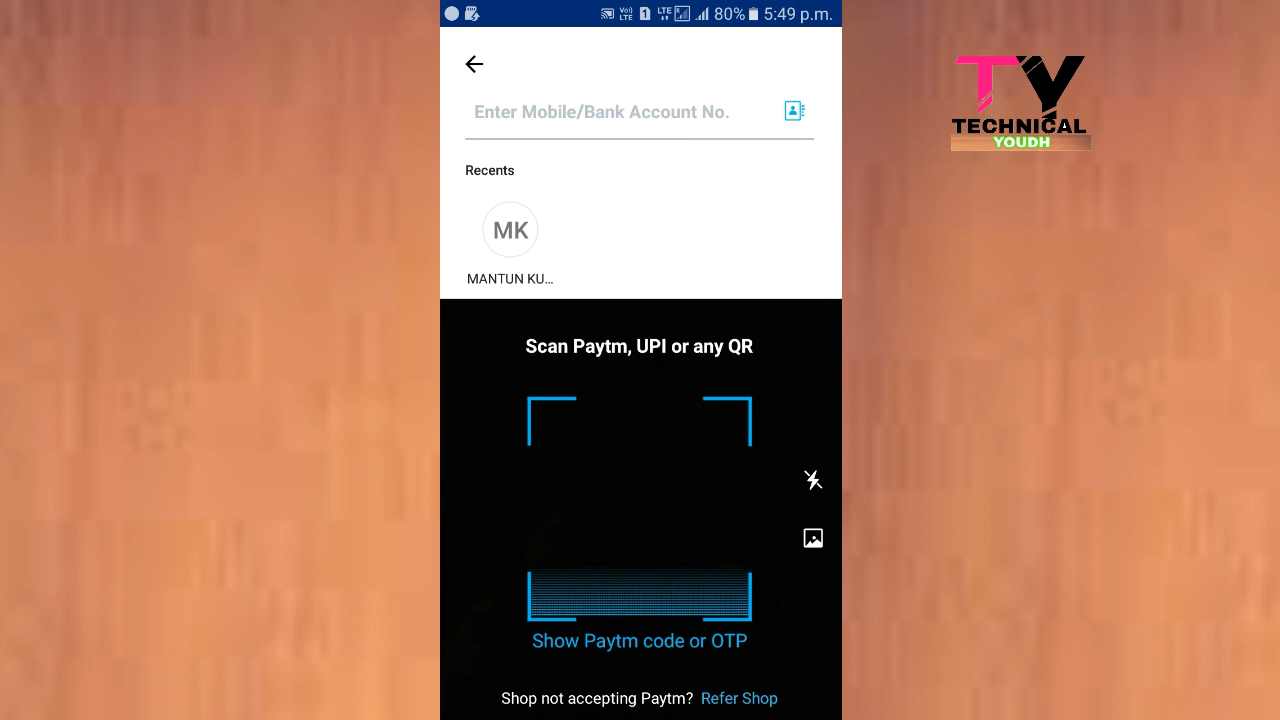 80% 5:49 p.m.
Enter Mobile/Bank Account No.
Recents
MK
MANTUN KU...
Scan Paytm, UPI or any QR
Show Paytm code or OTP
Shop not accepting Paytm? Refer Shop
TY
TECHNICAL
YOUDH